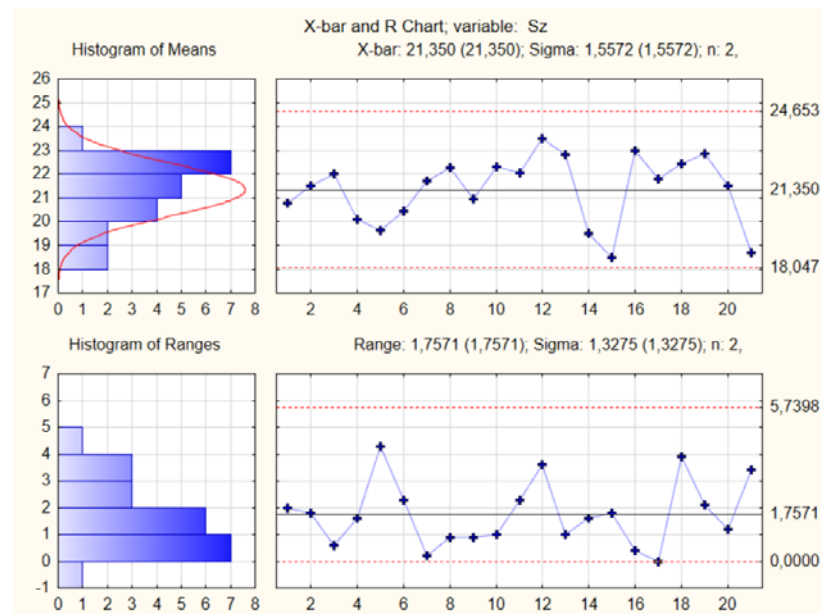 X-bar and R Chart; variable: Sz
Histogram of Means
X-bar: 21,350 (21,350); Sigma: 1,5572 (1,5572); n: 2,
26
25
24
23
22
21
20
19
18
17
0 1 2 3 4 5 6 7 8
24,653
21,350
18,047
2 4 6 8 10 12 14 16 18 20
Histogram of Ranges
Range: 1,7571 (1,7571); Sigma: 1,3275 (1,3275); n: 2,
7
6
5
4
3
2
1
0
-1
0 1 2 3 4 5 6 7 8
5,7398
1,7571
0,0000
2 4 6 8 10 12 14 16 18 20